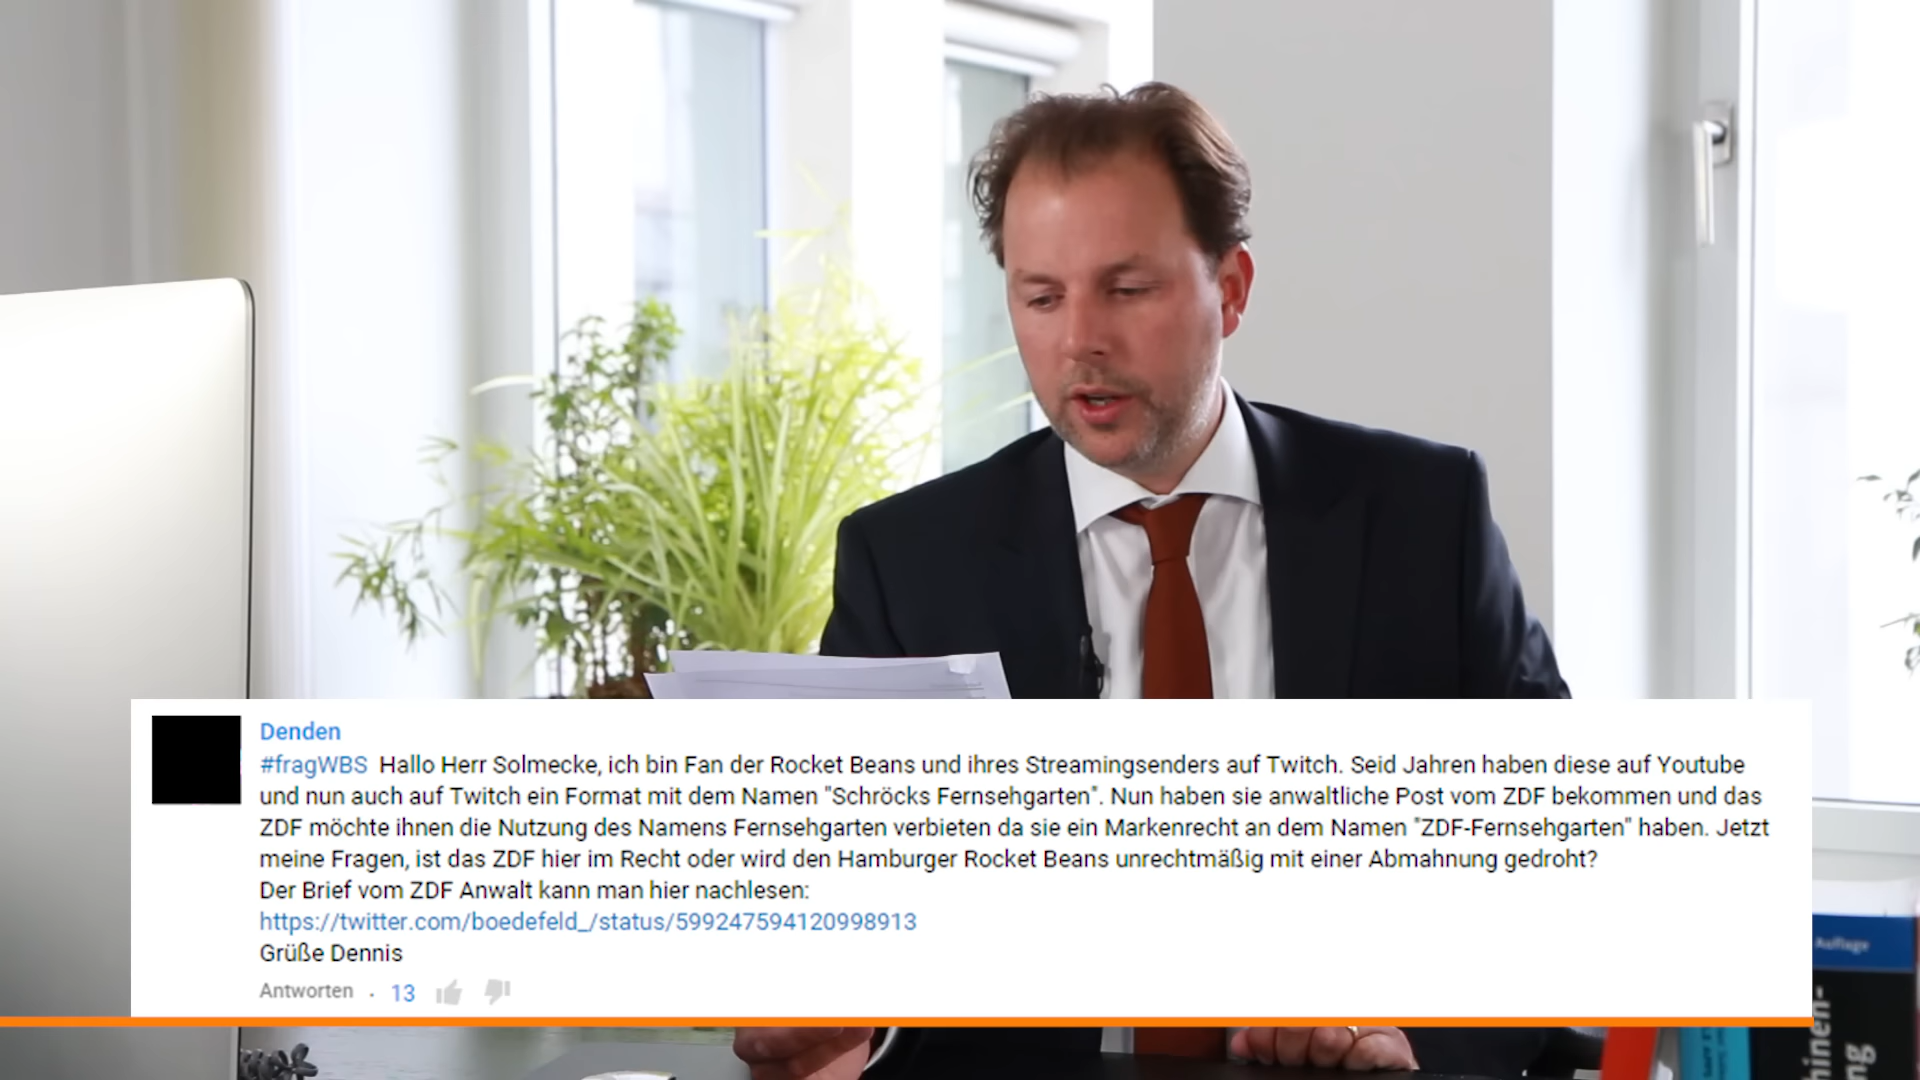 Denden
#fragWBS Hallo Herr Solmecke, ich bin Fan der Rocket Beans und ihres Streamingsenders auf Twitch. Seid Jahren haben diese auf Youtube
und nun auch auf Twitch ein Format mit dem Namen "Schröcks Fernsehgarten". Nun haben sie anwaltliche Post vom ZDF bekommen und das
ZDF möchte ihnen die Nutzung des Namens Fernsehgarten verbieten da sie ein Markenrecht an dem Namen "ZDF-Fernsehgarten" haben. Jetzt
meine Fragen, ist das ZDF hier im Recht oder wird den Hamburger Rocket Beans unrechtmäßig mit einer Abmahnung gedroht?
Der Brief vom ZDF Anwalt kann man hier nachlesen:
https://twitter.com/boedefeld_/status/599247594120998913
Grüße Dennis
Antworten · 13
Auflage